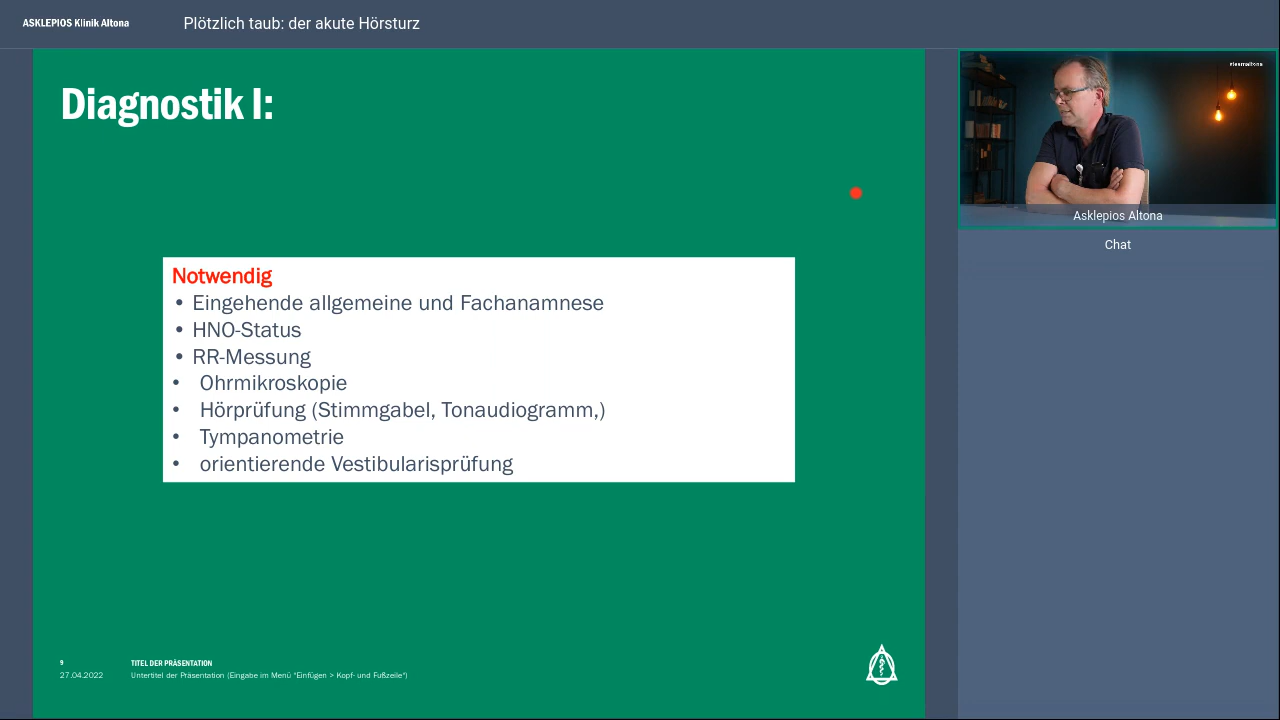 ASKLEPIOS Klinik Altona
Plötzlich taub: der akute Hörsturz
Diagnostik I:
#teamaltona
Asklepios Altona
Chat
Notwendig
• Eingehende allgemeine und Fachanamnese
• HNO-Status
• RR-Messung
• Ohrmikroskopie
• Hörprüfung (Stimmgabel, Tonaudiogramm,)
• Tympanometrie
• orientierende Vestibularisprüfung
9
TITEL DER PRÄSENTATION
27.04.2022
Untertitel der Präsentation (Eingabe im Menü "Einfügen > Kopf- und Fußzeile")